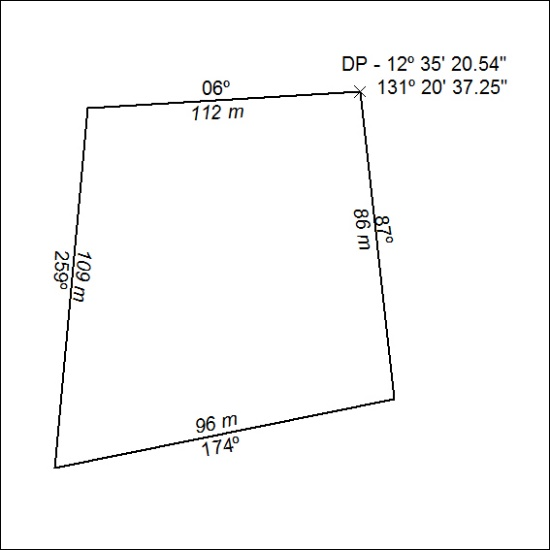 DP - 12º 35' 20.54"
131º 20' 37.25"
06º
112 m
87º
86 m
109 m
259º
96 m
174º